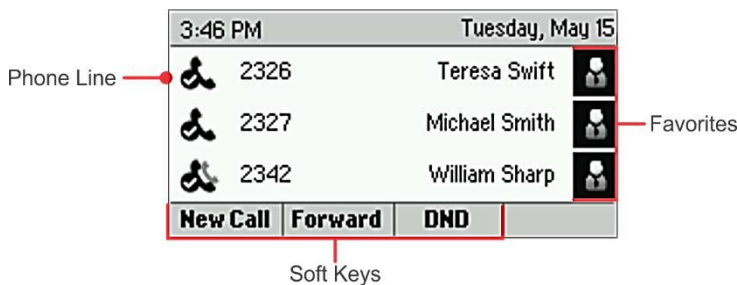 3:46 PM Tuesday, May 15
Phone Line 2326 Teresa Swift
2327 Michael Smith Favorites
2342 William Sharp
New Call Forward DND
Soft Keys